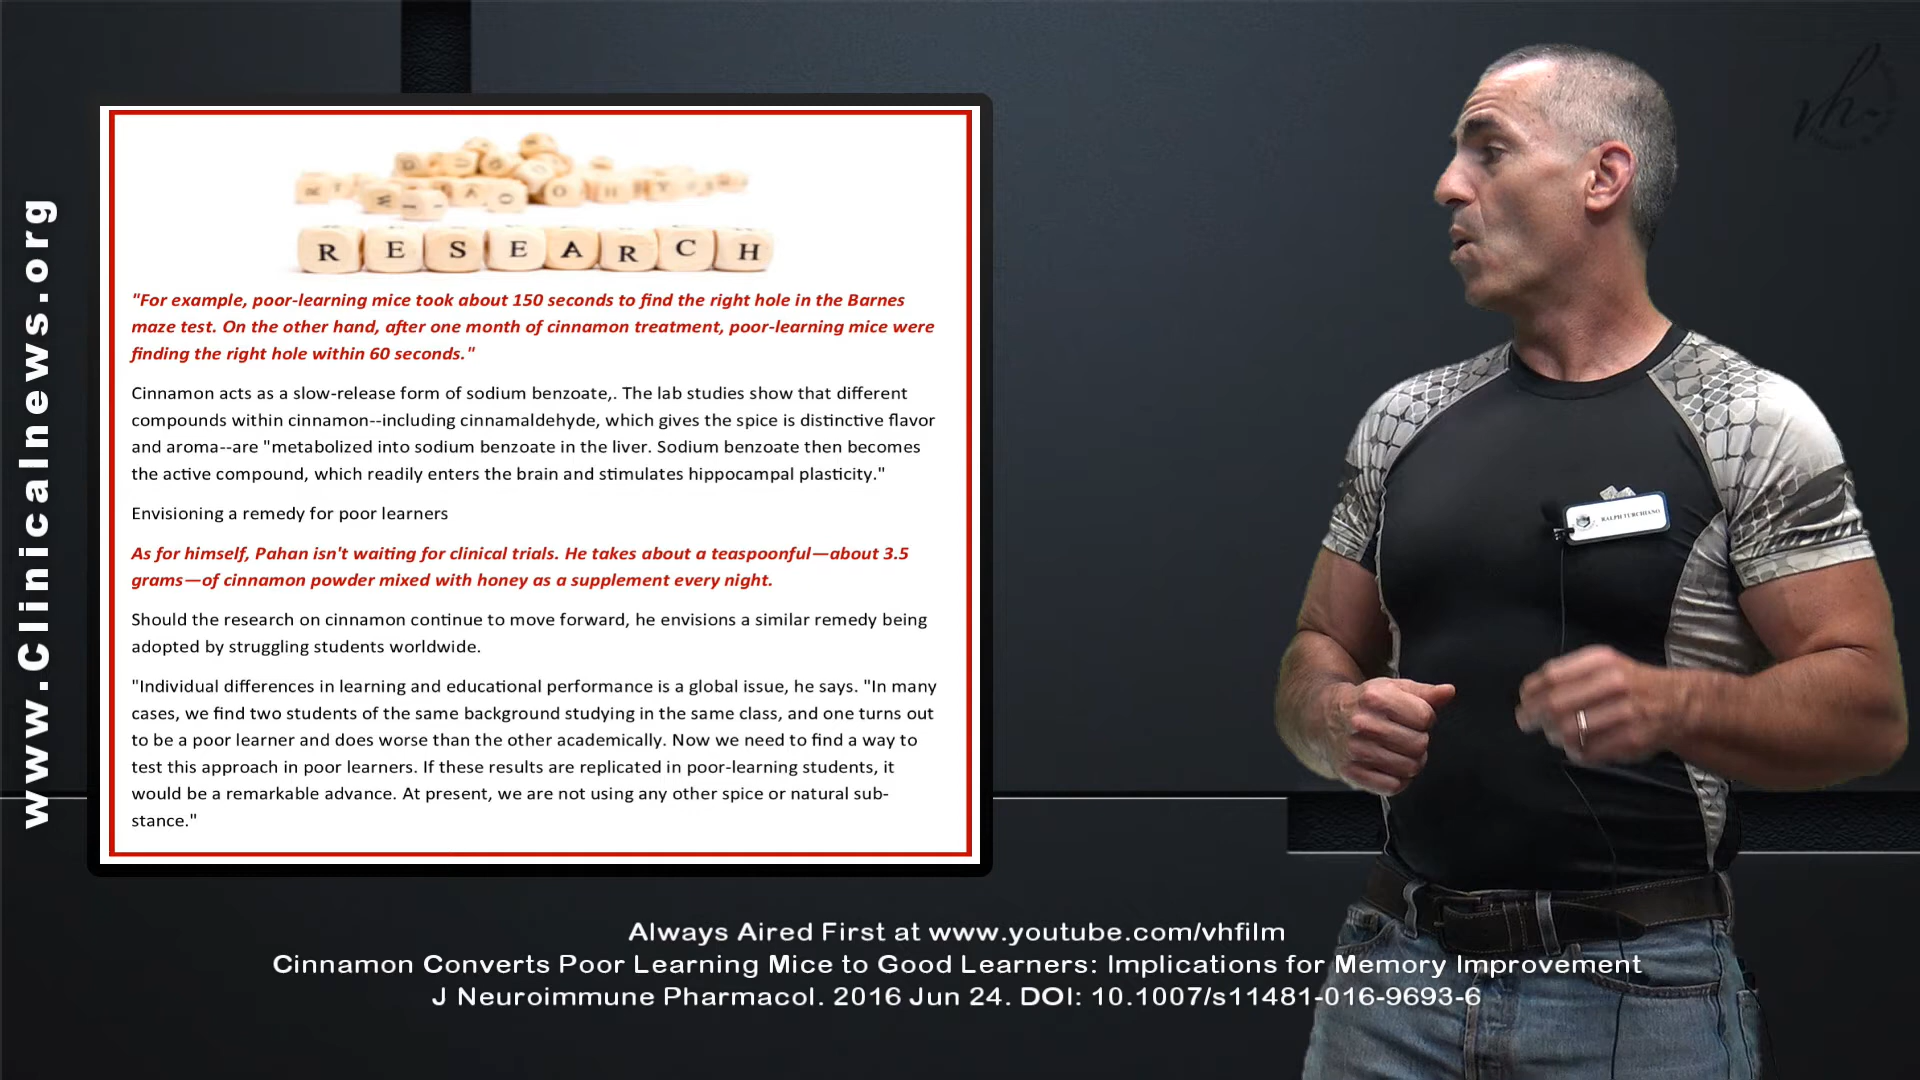 www.Clinicalnews.org
R E S E A R C H
"For example, poor-learning mice took about 150 seconds to find the right hole in the Barnes
maze test. On the other hand, after one month of cinnamon treatment, poor-learning mice were
finding the right hole within 60 seconds."
Cinnamon acts as a slow-release form of sodium benzoate,. The lab studies show that different
compounds within cinnamon--including cinnamaldehyde, which gives the spice is distinctive flavor
and aroma--are "metabolized into sodium benzoate in the liver. Sodium benzoate then becomes
the active compound, which readily enters the brain and stimulates hippocampal plasticity."
Envisioning a remedy for poor learners
As for himself, Pahan isn't waiting for clinical trials. He takes about a teaspoonful—about 3.5
grams—of cinnamon powder mixed with honey as a supplement every night.
Should the research on cinnamon continue to move forward, he envisions a similar remedy being
adopted by struggling students worldwide.
"Individual differences in learning and educational performance is a global issue, he says. "In many
cases, we find two students of the same background studying in the same class, and one turns out
to be a poor learner and does worse than the other academically. Now we need to find a way to
test this approach in poor learners. If these results are replicated in poor-learning students, it
would be a remarkable advance. At present, we are not using any other spice or natural sub-
stance."
vh
RALPH TURCHIANO
Always Aired First at www.youtube.com/vhfilm
Cinnamon Converts Poor Learning Mice to Good Learners: Implications for Memory Improvement
J Neuroimmune Pharmacol. 2016 Jun 24. DOI: 10.1007/s11481-016-9693-6